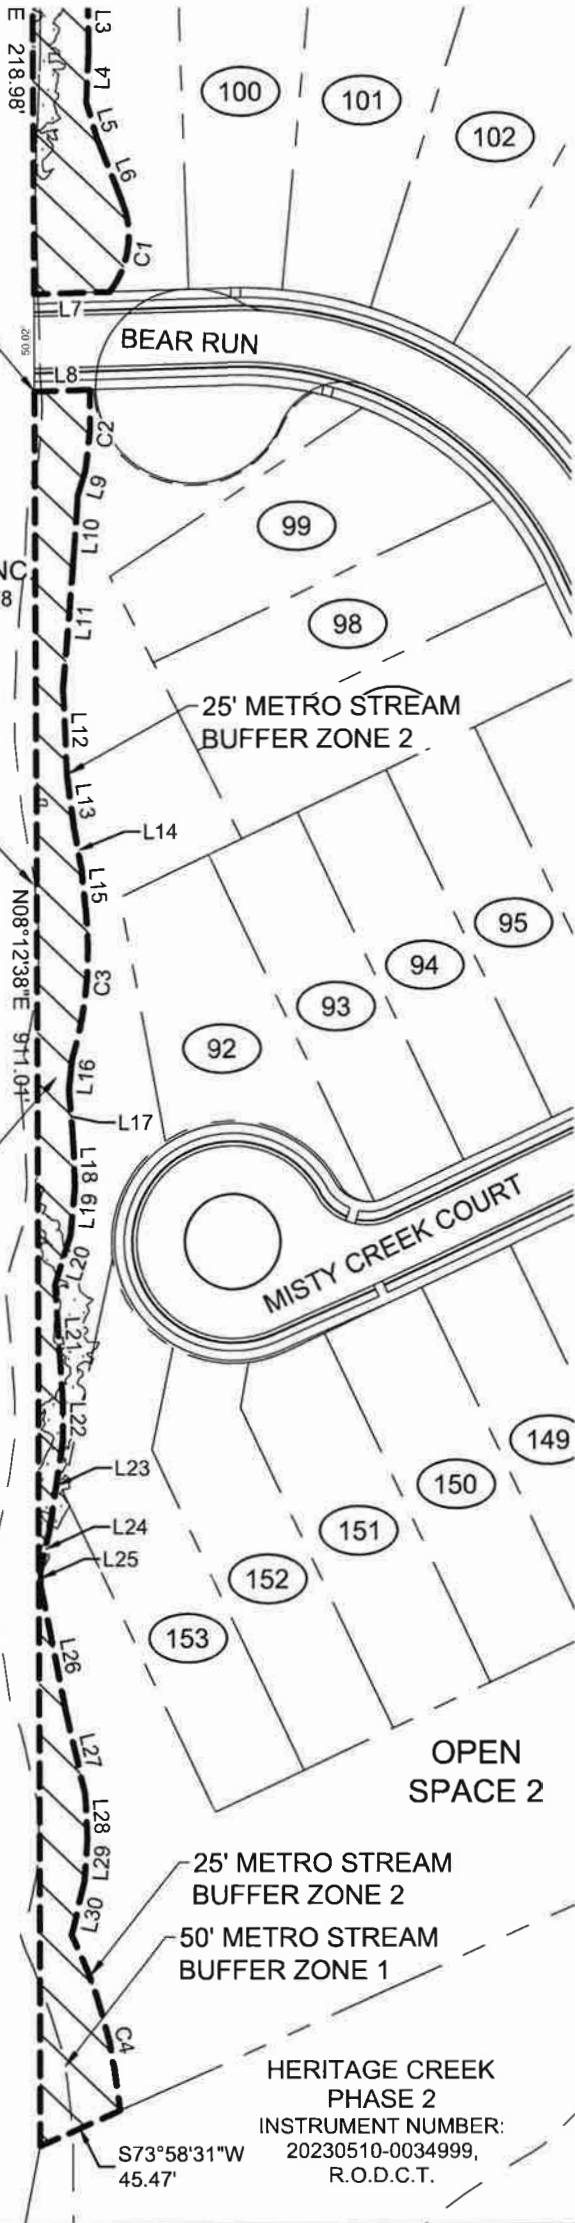 L3
E 218.98'
L4
L5
L6
100
101
102
C1
L7
BEAR RUN
50.02
L8
C2
L9
99
L10
NC
8
98
L11
25' METRO STREAM
BUFFER ZONE 2
L12
L13
L14
L15
95
94
C3
93
N08°12'38"E 911.01'
92
L16
L17
L18
L19
MISTY CREEK COURT
L20
L21
L22
149
L23
150
L24
151
L25
152
153
L26
L27
OPEN
SPACE 2
L28
L29
25' METRO STREAM
BUFFER ZONE 2
L30
50' METRO STREAM
BUFFER ZONE 1
C4
HERITAGE CREEK
PHASE 2
INSTRUMENT NUMBER:
20230510-0034999,
R.O.D.C.T.
S73°58'31"W
45.47'